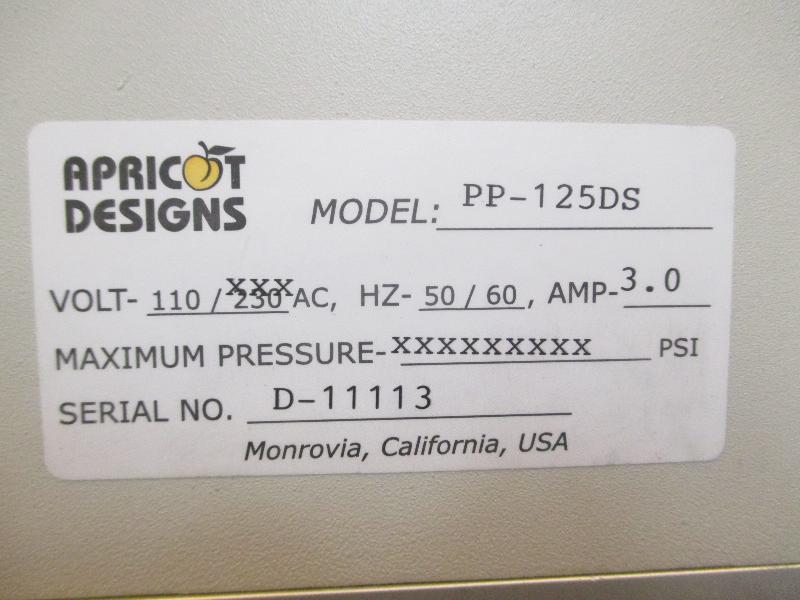 APRICOT
DESIGNS
MODEL: PP-125DS
VOLT- 110 / 230 xxx AC, HZ- 50 / 60, AMP-3.0
MAXIMUM PRESSURE-xxxxxxxxx PSI
SERIAL NO. D-11113
Monrovia, California, USA